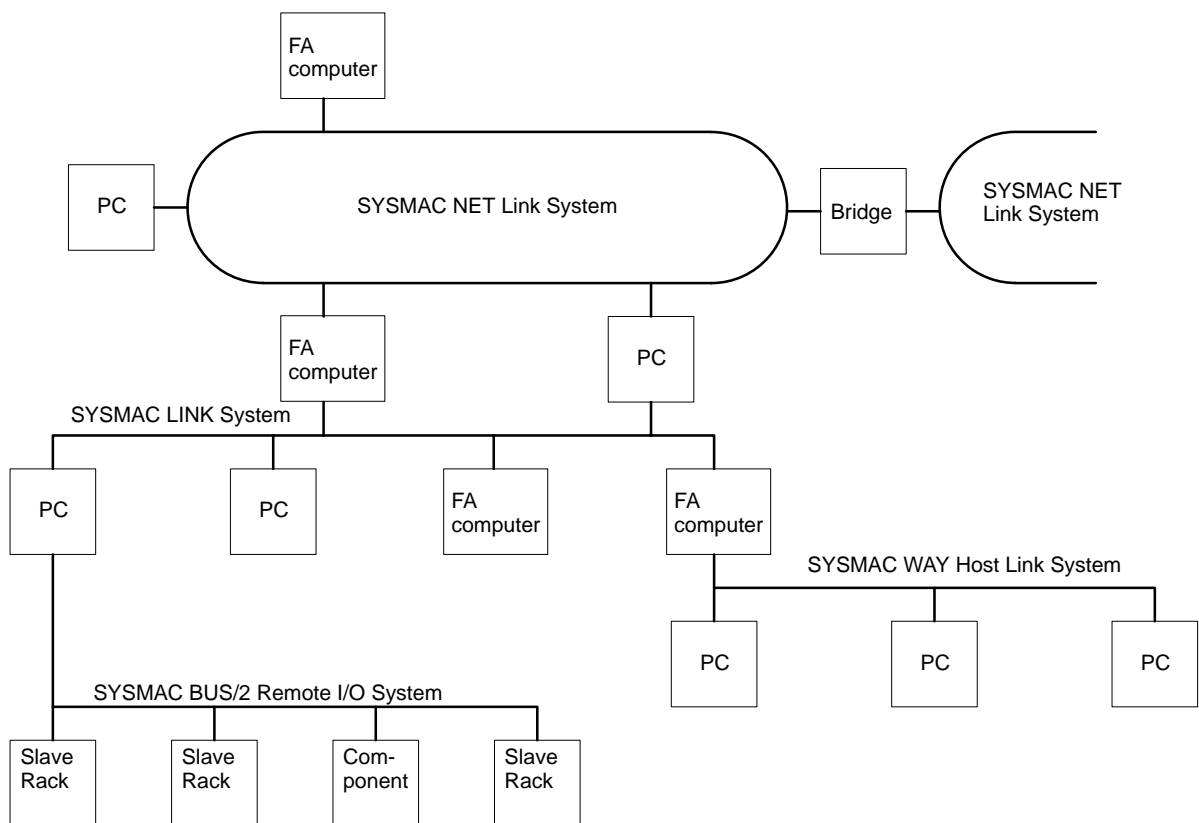 FA
computer
PC
SYSMAC NET Link System
Bridge
SYSMAC NET
Link System
FA
computer
PC
SYSMAC LINK System
PC
PC
FA
computer
FA
computer
SYSMAC WAY Host Link System
PC
PC
PC
SYSMAC BUS/2 Remote I/O System
Slave
Rack
Slave
Rack
Com-
ponent
Slave
Rack